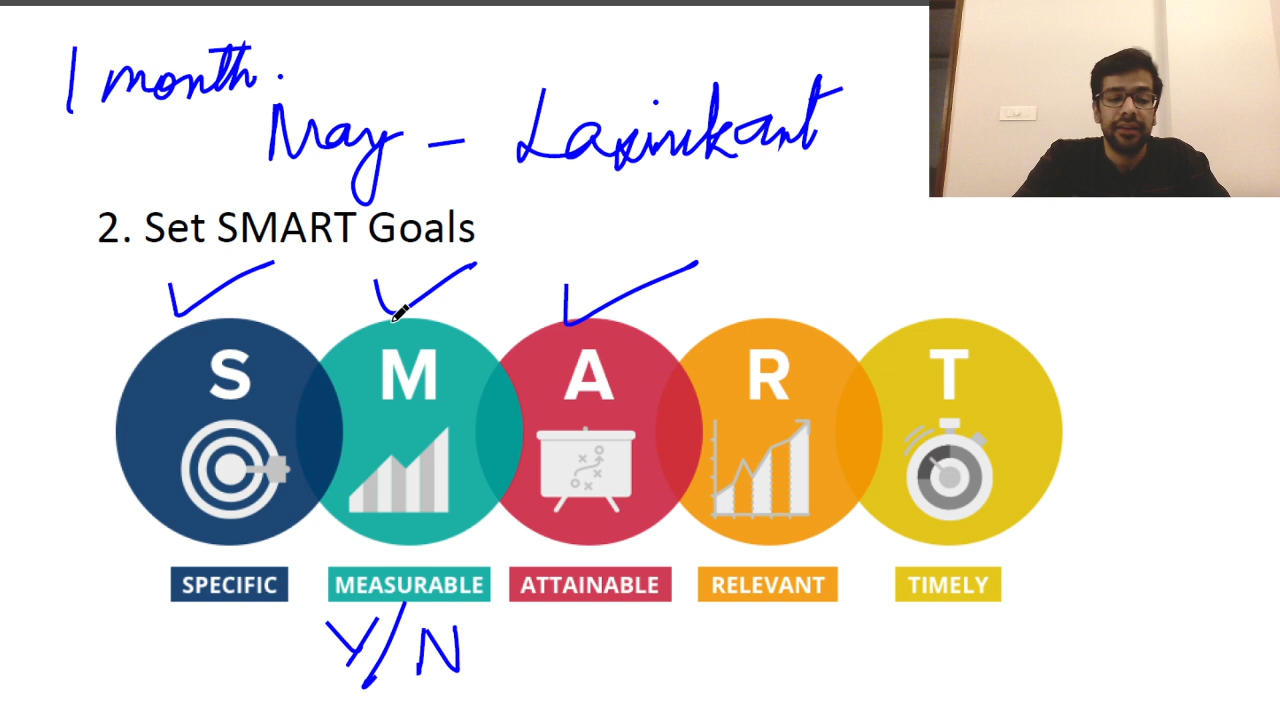 1 month.
May - Laxmikant
2. Set SMART Goals
S M A R T
SPECIFIC MEASURABLE ATTAINABLE RELEVANT TIMELY
Y/N